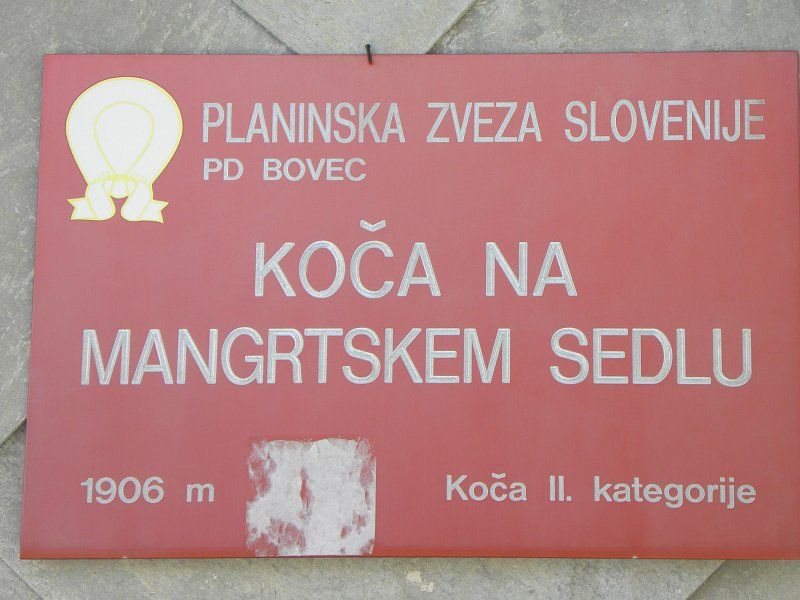 PLANINSKA ZVEZA SLOVENIJE
PD BOVEC
KOČA NA
MANGRTSKEM SEDLU
1906 m
Koča II. kategorije